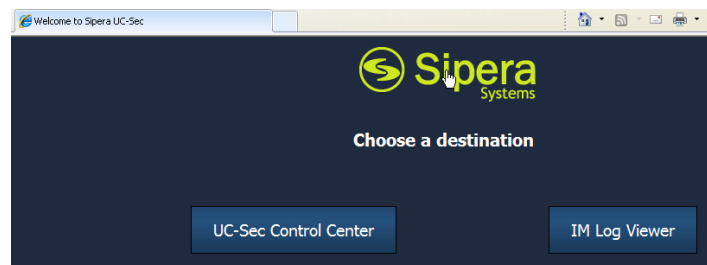 Welcome to Sipera UC-Sec
Sipera
Systems
Choose a destination
UC-Sec Control Center
IM Log Viewer